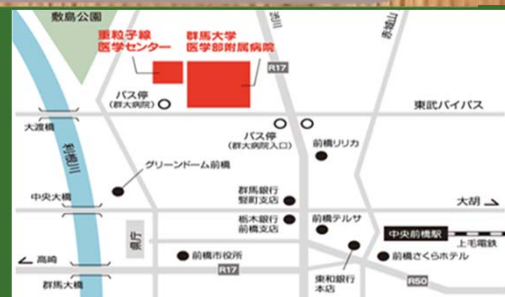 敷島公園
重粒子線
医学センター
群馬大学
医学部附属病院
R17
赤城山
バス停
(群大病院)
東武バイパス
大渡橋
バス停
(群大病院入口)
前橋リリカ
利根川
グリーンドーム前橋
中央大橋
群馬銀行
竪町支店
大胡
栃木銀行
前橋支店
前橋テルサ
中央前橋駅
上毛電鉄
県庁
高崎
前橋市役所
R17
東和銀行
本店
前橋さくらホテル
群馬大橋
R50